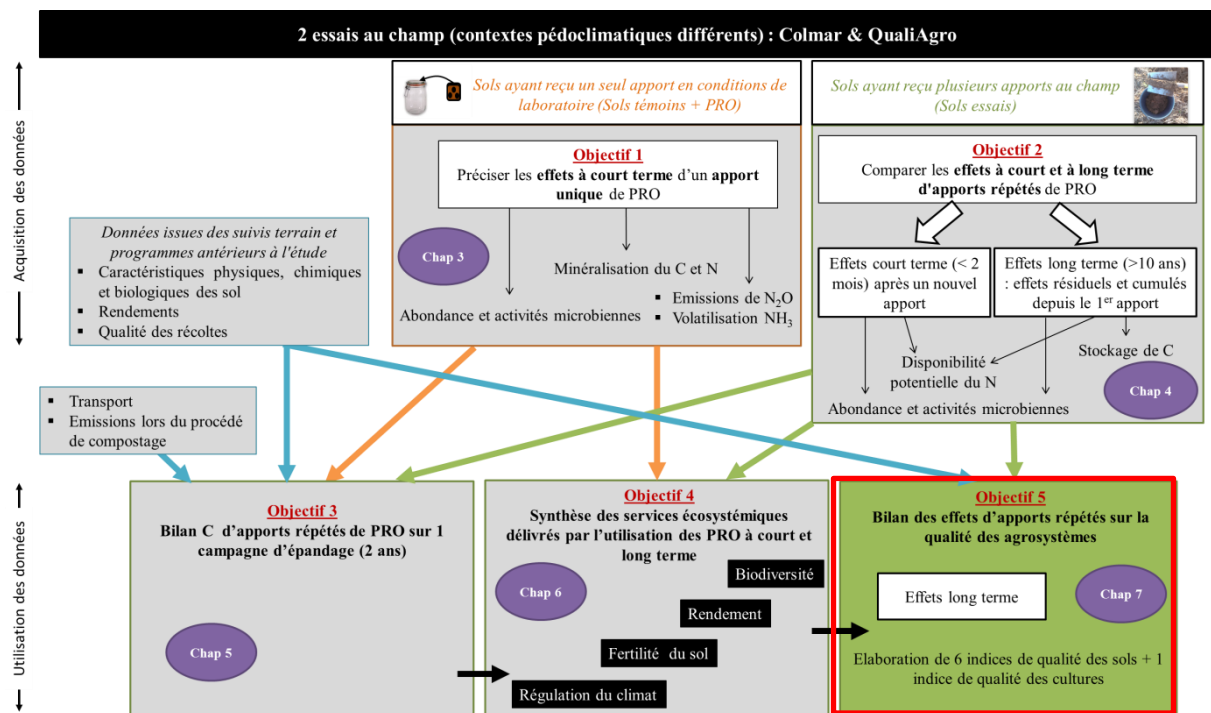 2 essais au champ (contextes pédoclimatiques différents) : Colmar & QualiAgro
Acquisition des données
Sols ayant reçu un seul apport en conditions de
laboratoire (Sols témoins + PRO)
Objectif 1
Préciser les effets à court terme d'un apport
unique de PRO
Chap 3
Minéralisation du C et N
Abondance et activités microbiennes
▪ Emissions de N₂O
▪ Volatilisation NH₃
Sols ayant reçu plusieurs apports au champ
(Sols essais)
Objectif 2
Comparer les effets à court et à long terme
d'apports répétés de PRO
Effets court terme (< 2
mois) après un nouvel
apport
Effets long terme (>10 ans)
: effets résiduels et cumulés
depuis le 1er apport
Disponibilité
potentielle du N
Stockage de C
Chap 4
Abondance et activités microbiennes
Données issues des suivis terrain et
programmes antérieurs à l'étude
▪ Caractéristiques physiques, chimiques
et biologiques des sol
▪ Rendements
▪ Qualité des récoltes
▪ Transport
▪ Emissions lors du procédé
de compostage
Utilisation des données
Objectif 3
Bilan C d'apports répétés de PRO sur 1
campagne d'épandage (2 ans)
Chap 5
Objectif 4
Synthèse des services écosystémiques
délivrés par l'utilisation des PRO à court et
long terme
Chap 6
Biodiversité
Rendement
Fertilité du sol
Régulation du climat
Objectif 5
Bilan des effets d'apports répétés sur la
qualité des agrosystèmes
Effets long terme
Chap 7
Elaboration de 6 indices de qualité des sols + 1
indice de qualité des cultures